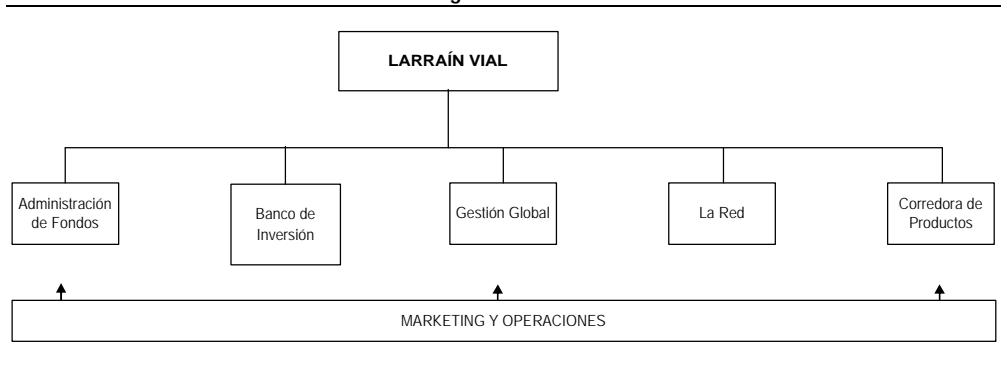 LARRAÍN VIAL
Administración
de Fondos
Banco de
Inversión
Gestión Global
La Red
Corredora de
Productos
MARKETING Y OPERACIONES